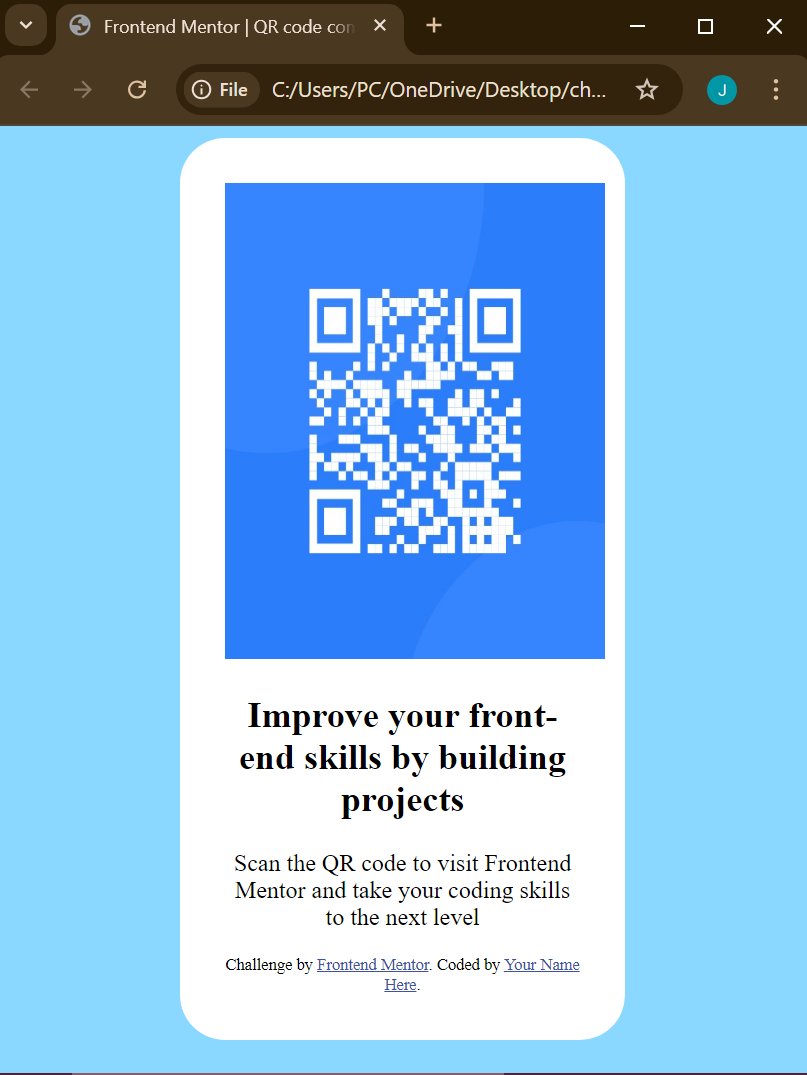 Frontend Mentor | QR code con
File
C:/Users/PC/OneDrive/Desktop/ch...
J
Improve your front-
end skills by building
projects
Scan the QR code to visit Frontend
Mentor and take your coding skills
to the next level
Challenge by Frontend Mentor. Coded by Your Name
Here.